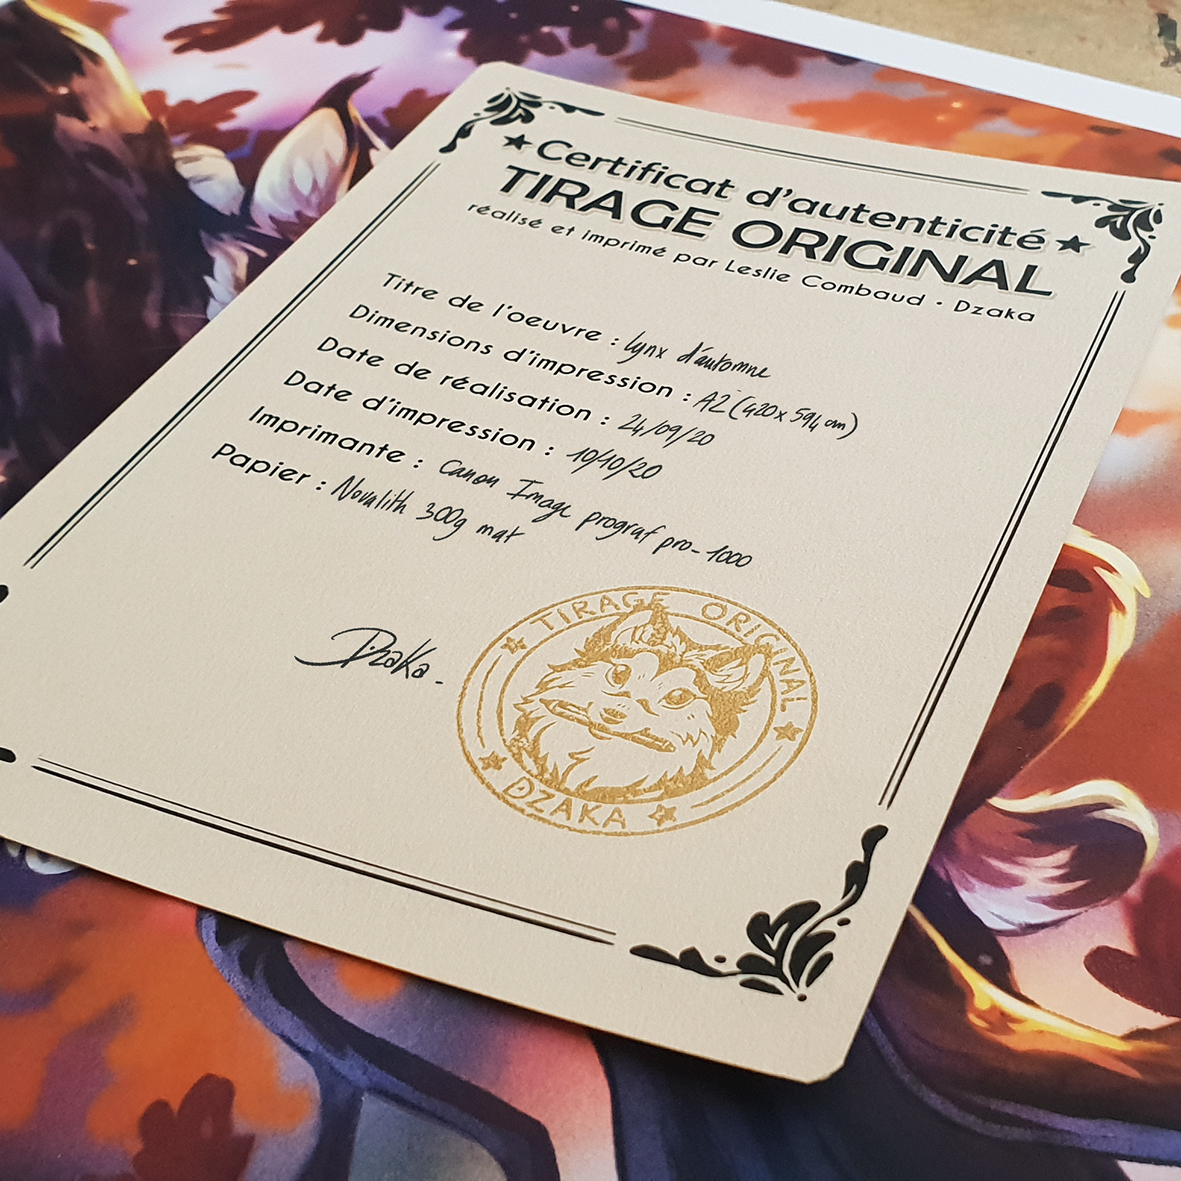 ★Certificat d'autenticité★
TIRAGE ORIGINAL
réalisé et imprimé par Leslie Combaud · Dzaka
Titre de l'oeuvre : Lynx d'automne
Dimensions d'impression : A2 (420 x 594 cm)
Date de réalisation : 24/09/20
Date d'impression : 10/10/20
Imprimante : Canon Image prograf pro-1000
Papier : Novalith 300g mat
Dzaka.
TIRAGE ORIGINAL
DZAKA